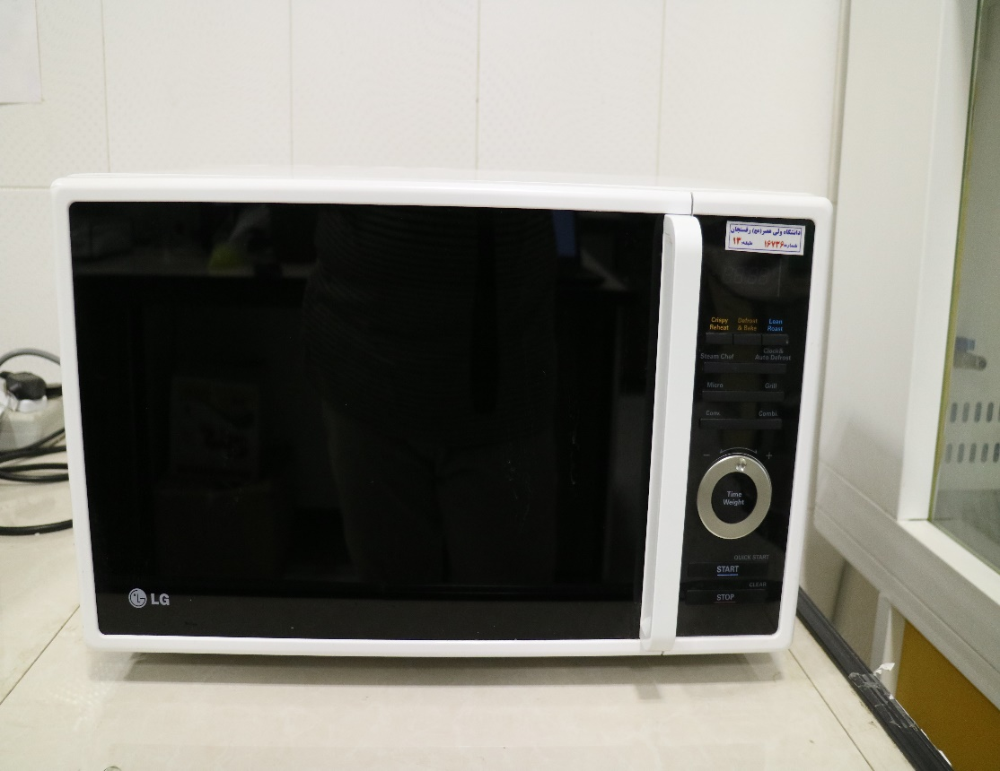 دانشگاه ولی عصر (عج) رفسنجان
شماره: ۱۶۷۳۶ طبقه: ۱۳
Crispy Reheat
Defrost & Bake
Lean Roast
Steam Chef
Clock& Auto Defrost
Micro
Grill
Conv.
Combi
− +
Time
Weight
QUICK START
START
CLEAR
STOP
LG